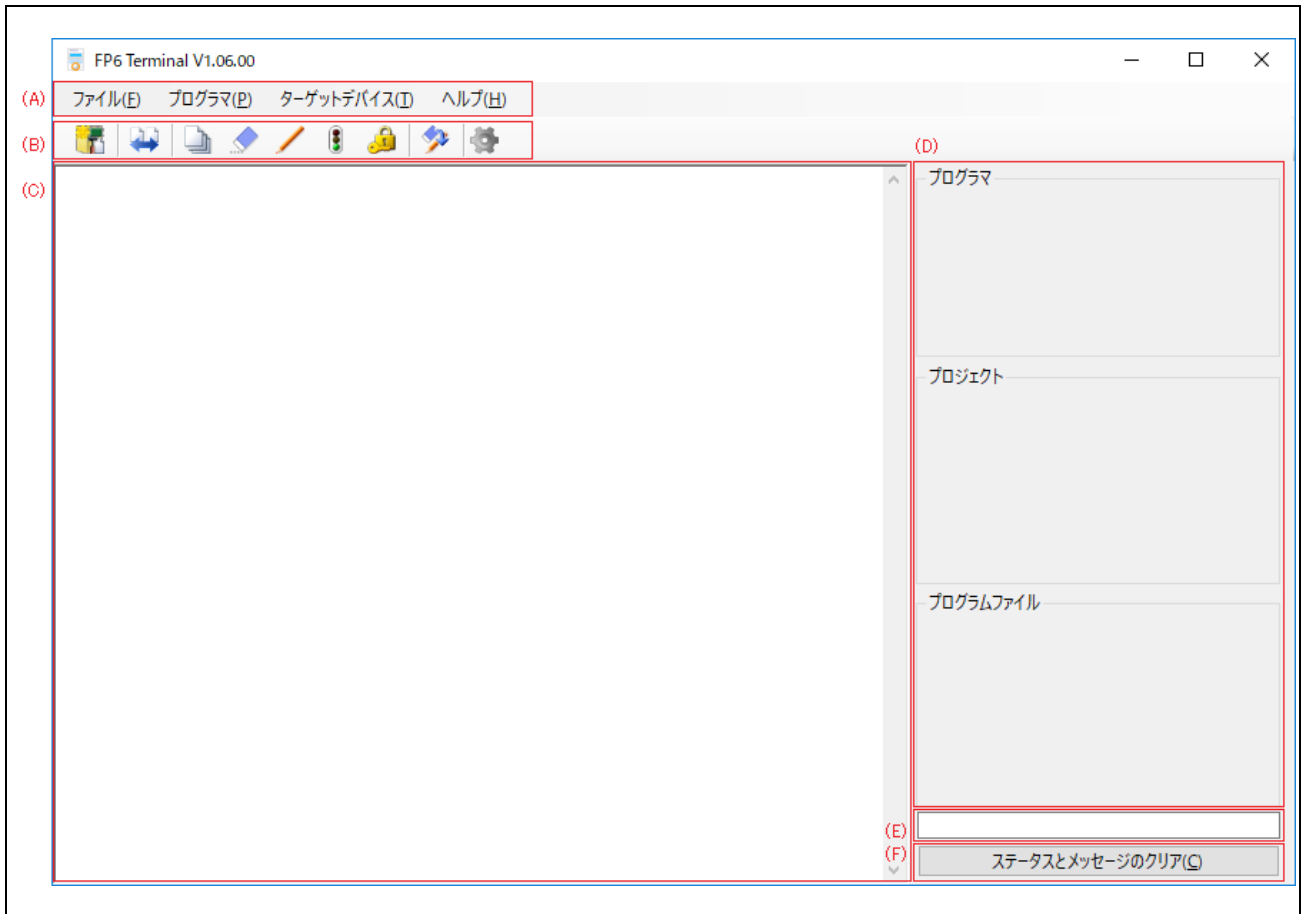 FP6 Terminal V1.06.00
(A) ファイル(F) プログラマ(P) ターゲットデバイス(T) ヘルプ(H)
(B)
(D)
(C)
プログラマ
プロジェクト
プログラムファイル
(E)
(F) ステータスとメッセージのクリア(C)